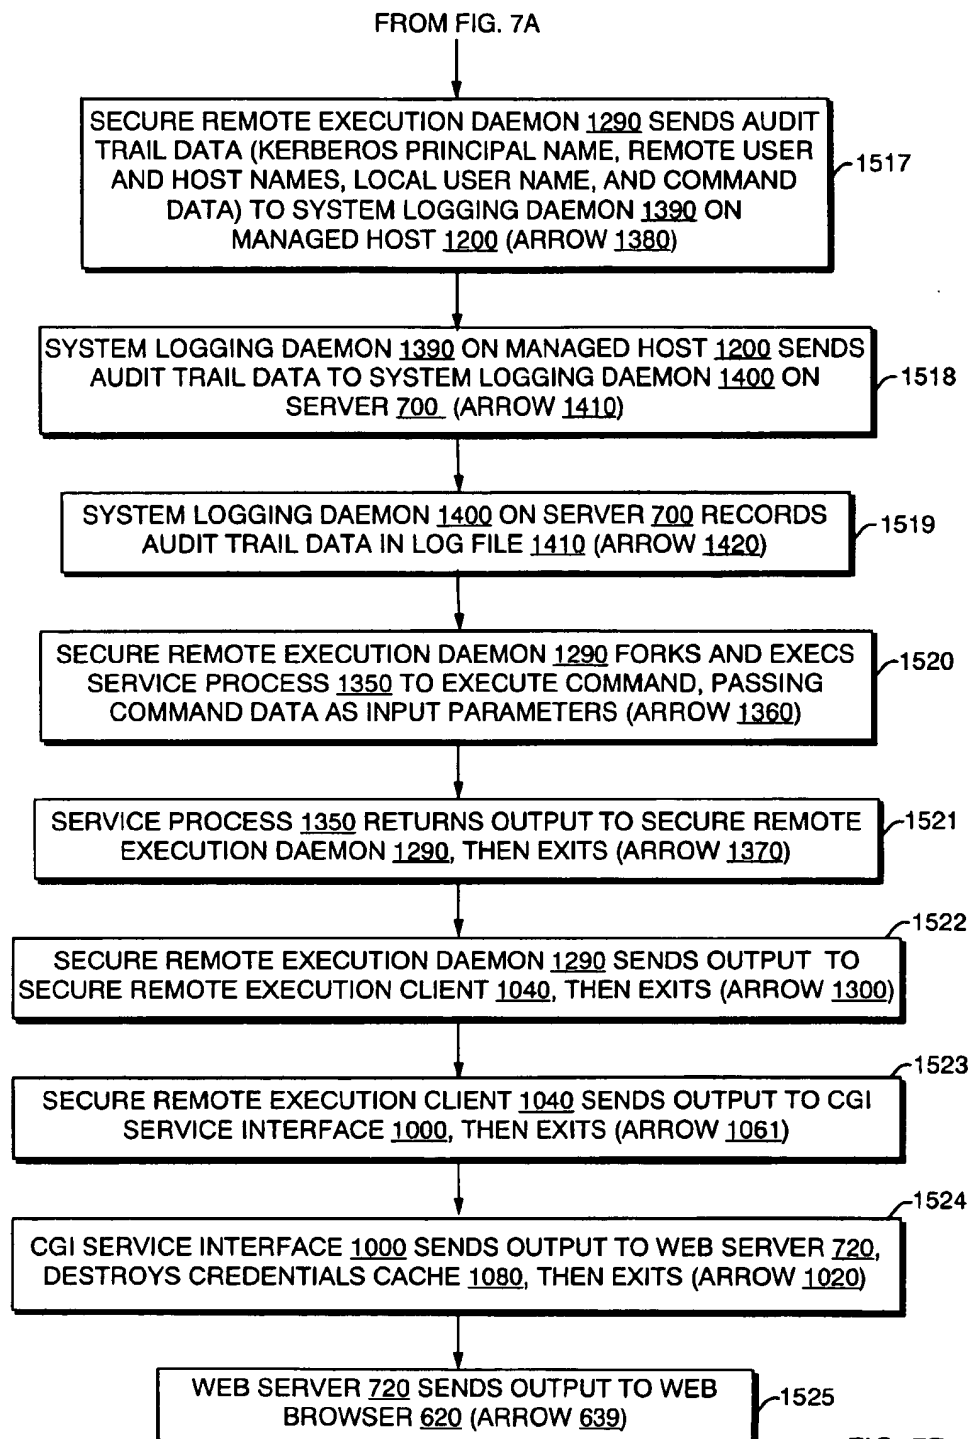 FROM FIG. 7A
SECURE REMOTE EXECUTION DAEMON 1290 SENDS AUDIT
TRAIL DATA (KERBEROS PRINCIPAL NAME, REMOTE USER
AND HOST NAMES, LOCAL USER NAME, AND COMMAND
DATA) TO SYSTEM LOGGING DAEMON 1390 ON
MANAGED HOST 1200 (ARROW 1380)
1517
SYSTEM LOGGING DAEMON 1390 ON MANAGED HOST 1200 SENDS
AUDIT TRAIL DATA TO SYSTEM LOGGING DAEMON 1400 ON
SERVER 700 (ARROW 1410)
1518
SYSTEM LOGGING DAEMON 1400 ON SERVER 700 RECORDS
AUDIT TRAIL DATA IN LOG FILE 1410 (ARROW 1420)
1519
SECURE REMOTE EXECUTION DAEMON 1290 FORKS AND EXECS
SERVICE PROCESS 1350 TO EXECUTE COMMAND, PASSING
COMMAND DATA AS INPUT PARAMETERS (ARROW 1360)
1520
SERVICE PROCESS 1350 RETURNS OUTPUT TO SECURE REMOTE
EXECUTION DAEMON 1290, THEN EXITS (ARROW 1370)
1521
SECURE REMOTE EXECUTION DAEMON 1290 SENDS OUTPUT TO
SECURE REMOTE EXECUTION CLIENT 1040, THEN EXITS (ARROW 1300)
1522
SECURE REMOTE EXECUTION CLIENT 1040 SENDS OUTPUT TO CGI
SERVICE INTERFACE 1000, THEN EXITS (ARROW 1061)
1523
CGI SERVICE INTERFACE 1000 SENDS OUTPUT TO WEB SERVER 720,
DESTROYS CREDENTIALS CACHE 1080, THEN EXITS (ARROW 1020)
1524
WEB SERVER 720 SENDS OUTPUT TO WEB
BROWSER 620 (ARROW 639)
1525